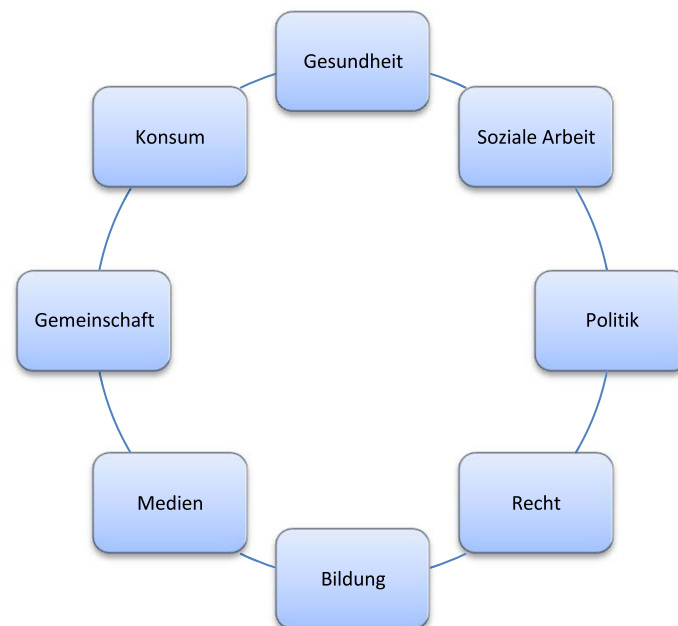 Gesundheit
Soziale Arbeit
Politik
Recht
Bildung
Medien
Gemeinschaft
Konsum